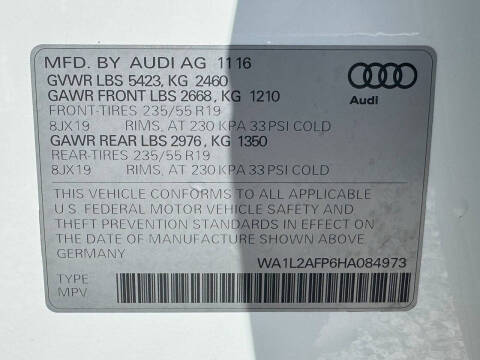 MFD. BY AUDI AG 11 16
GVWR LBS 5423, KG 2460
GAWR FRONT LBS 2668, KG 1210
FRONT-TIRES 235/55 R19
8JX19 RIMS, AT 230 KPA 33 PSI COLD
GAWR REAR LBS 2976, KG 1350
REAR-TIRES 235/55 R19
8JX19 RIMS, AT 230 KPA 33 PSI COLD
Audi
THIS VEHICLE CONFORMS TO ALL APPLICABLE
U.S. FEDERAL MOTOR VEHICLE SAFETY AND
THEFT PREVENTION STANDARDS IN EFFECT ON
THE DATE OF MANUFACTURE SHOWN ABOVE
GERMANY
WA1L2AFP6HA084973
TYPE
MPV